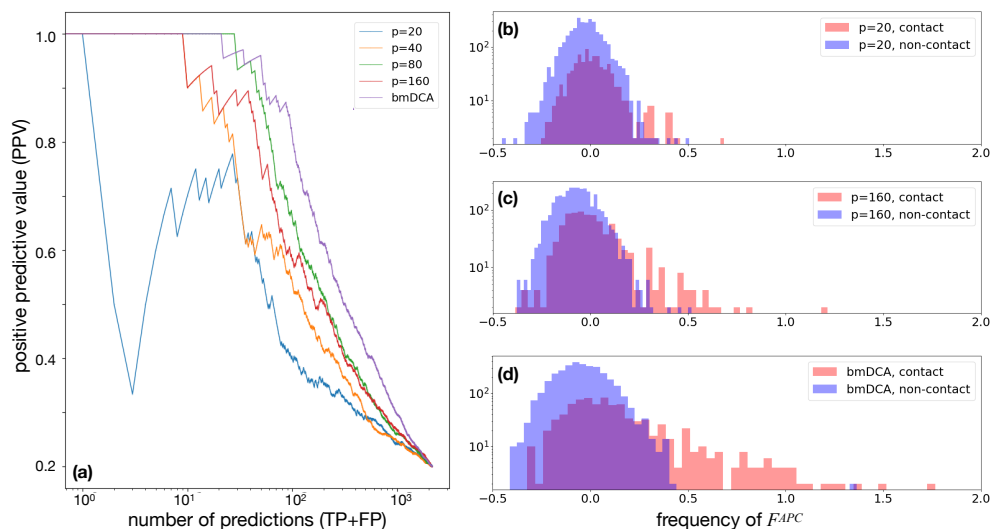 1.0
0.8
0.6
0.4
0.2
positive predictive value (PPV)
p=20
p=40
p=80
p=160
bmDCA
(a)
10⁰
10¹
10²
10³
number of predictions (TP+FP)
(b)
p=20, contact
p=20, non-contact
10²
10¹
−0.5 0.0 0.5 1.0 1.5 2.0
(c)
p=160, contact
p=160, non-contact
10²
10¹
−0.5 0.0 0.5 1.0 1.5 2.0
(d)
bmDCA, contact
bmDCA, non-contact
10²
10¹
−0.5 0.0 0.5 1.0 1.5 2.0
frequency of F^APC